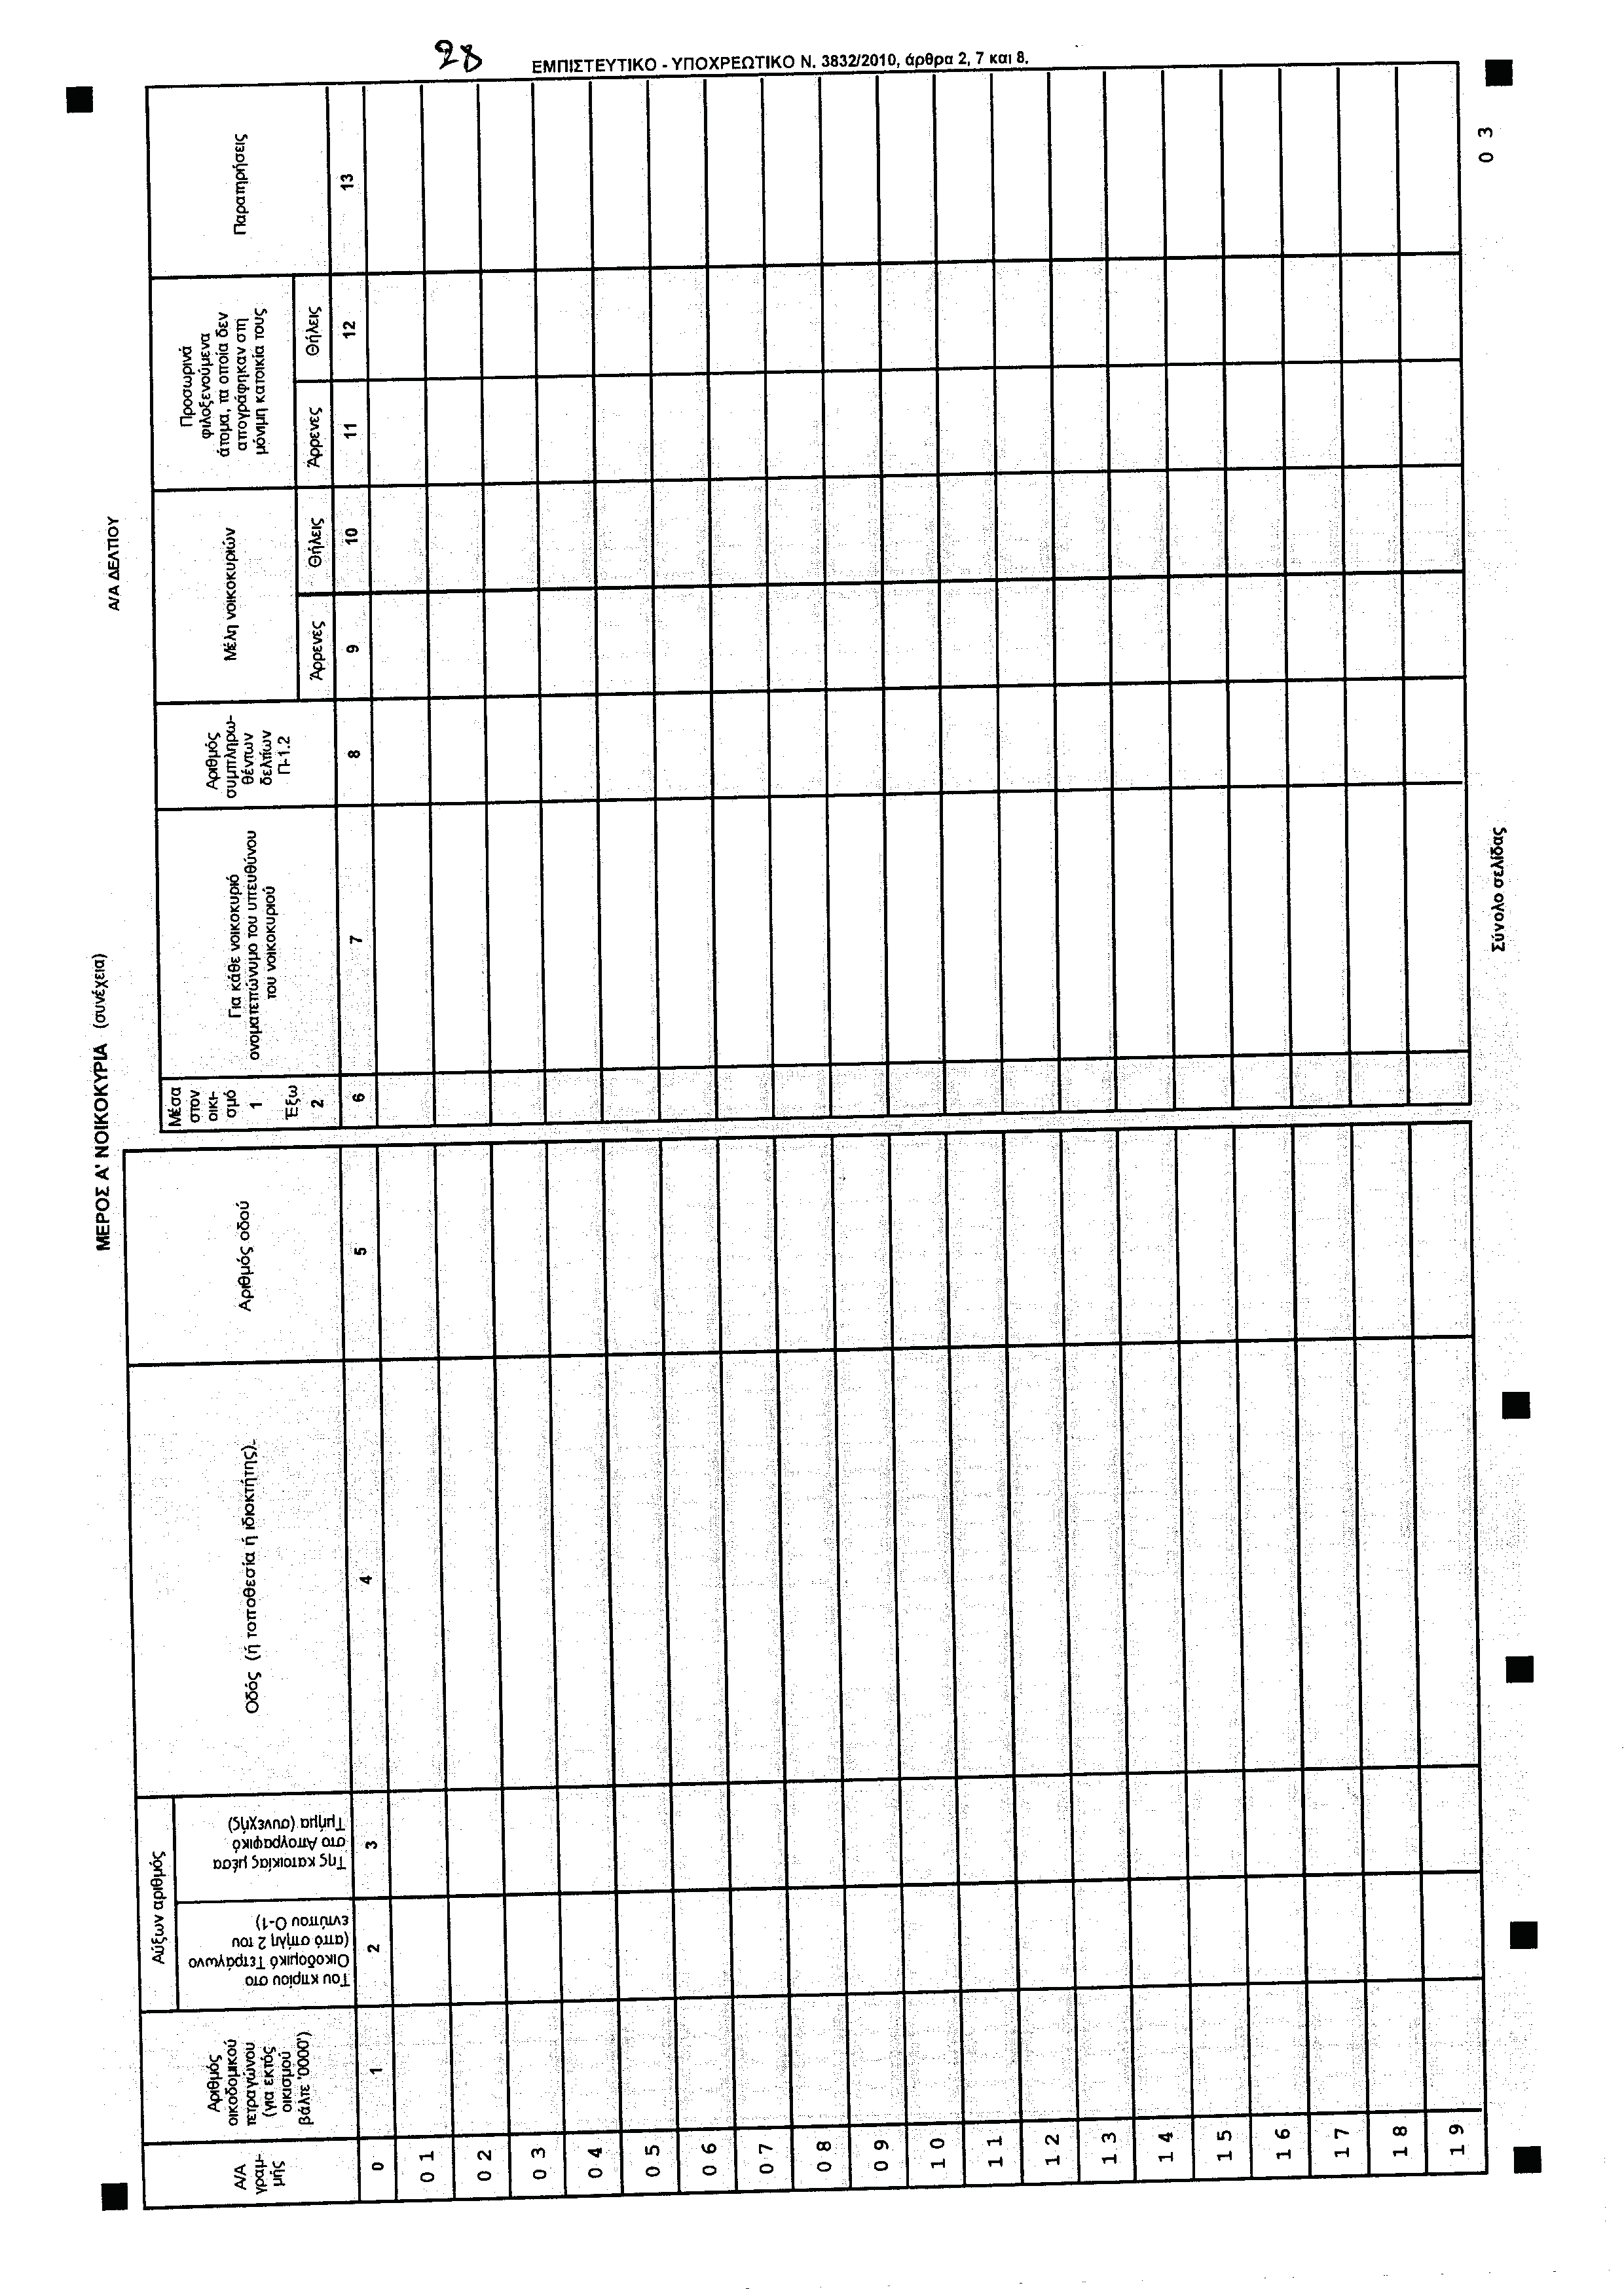 28
ΕΜΠΙΣΤΕΥΤΙΚΟ - ΥΠΟΧΡΕΩΤΙΚΟ Ν. 3832/2010, άρθρα 2, 7 και 8.
ΜΕΡΟΣ Α' ΝΟΙΚΟΚΥΡΙΑ (συνέχεια)
Α/Α ΔΕΛΤΙΟΥ
Α/Α
γραμ-
μής
Αριθμός
οικοδομικού
τετραγώνου
(για εκτός
οικισμού
βάλτε '0000')
Αύξων αριθμός
Του κτιρίου στο
Οικοδομικό Τετράγωνο
(από στήλη 2 του
εντύπου Ο-1)
Της κατοικίας μέσα
στο Απογραφικό
Τμήμα (συνεχής)
Οδός (ή τοποθεσία ή ιδιοκτήτης)
Αριθμός οδού
Μέσα
στον
οικι-
σμό
1
Έξω
2
Για κάθε νοικοκυριό
ονοματεπώνυμο του υπευθύνου
του νοικοκυριού
Αριθμός
συμπληρω-
θέντων
δελτίων
Π-1.2
Μέλη νοικοκυριών
Άρρενες
Θήλεις
Προσωρινά
φιλοξενούμενα
άτομα, τα οποία δεν
απογράφηκαν στη
μόνιμη κατοικία τους
Άρρενες
Θήλεις
Παρατηρήσεις
0 1 2 3 4 5 6 7 8 9 10 11 12 13
0 1
0 2
0 3
0 4
0 5
0 6
0 7
0 8
0 9
1 0
1 1
1 2
1 3
1 4
1 5
1 6
1 7
1 8
1 9
Σύνολο σελίδας
0 3